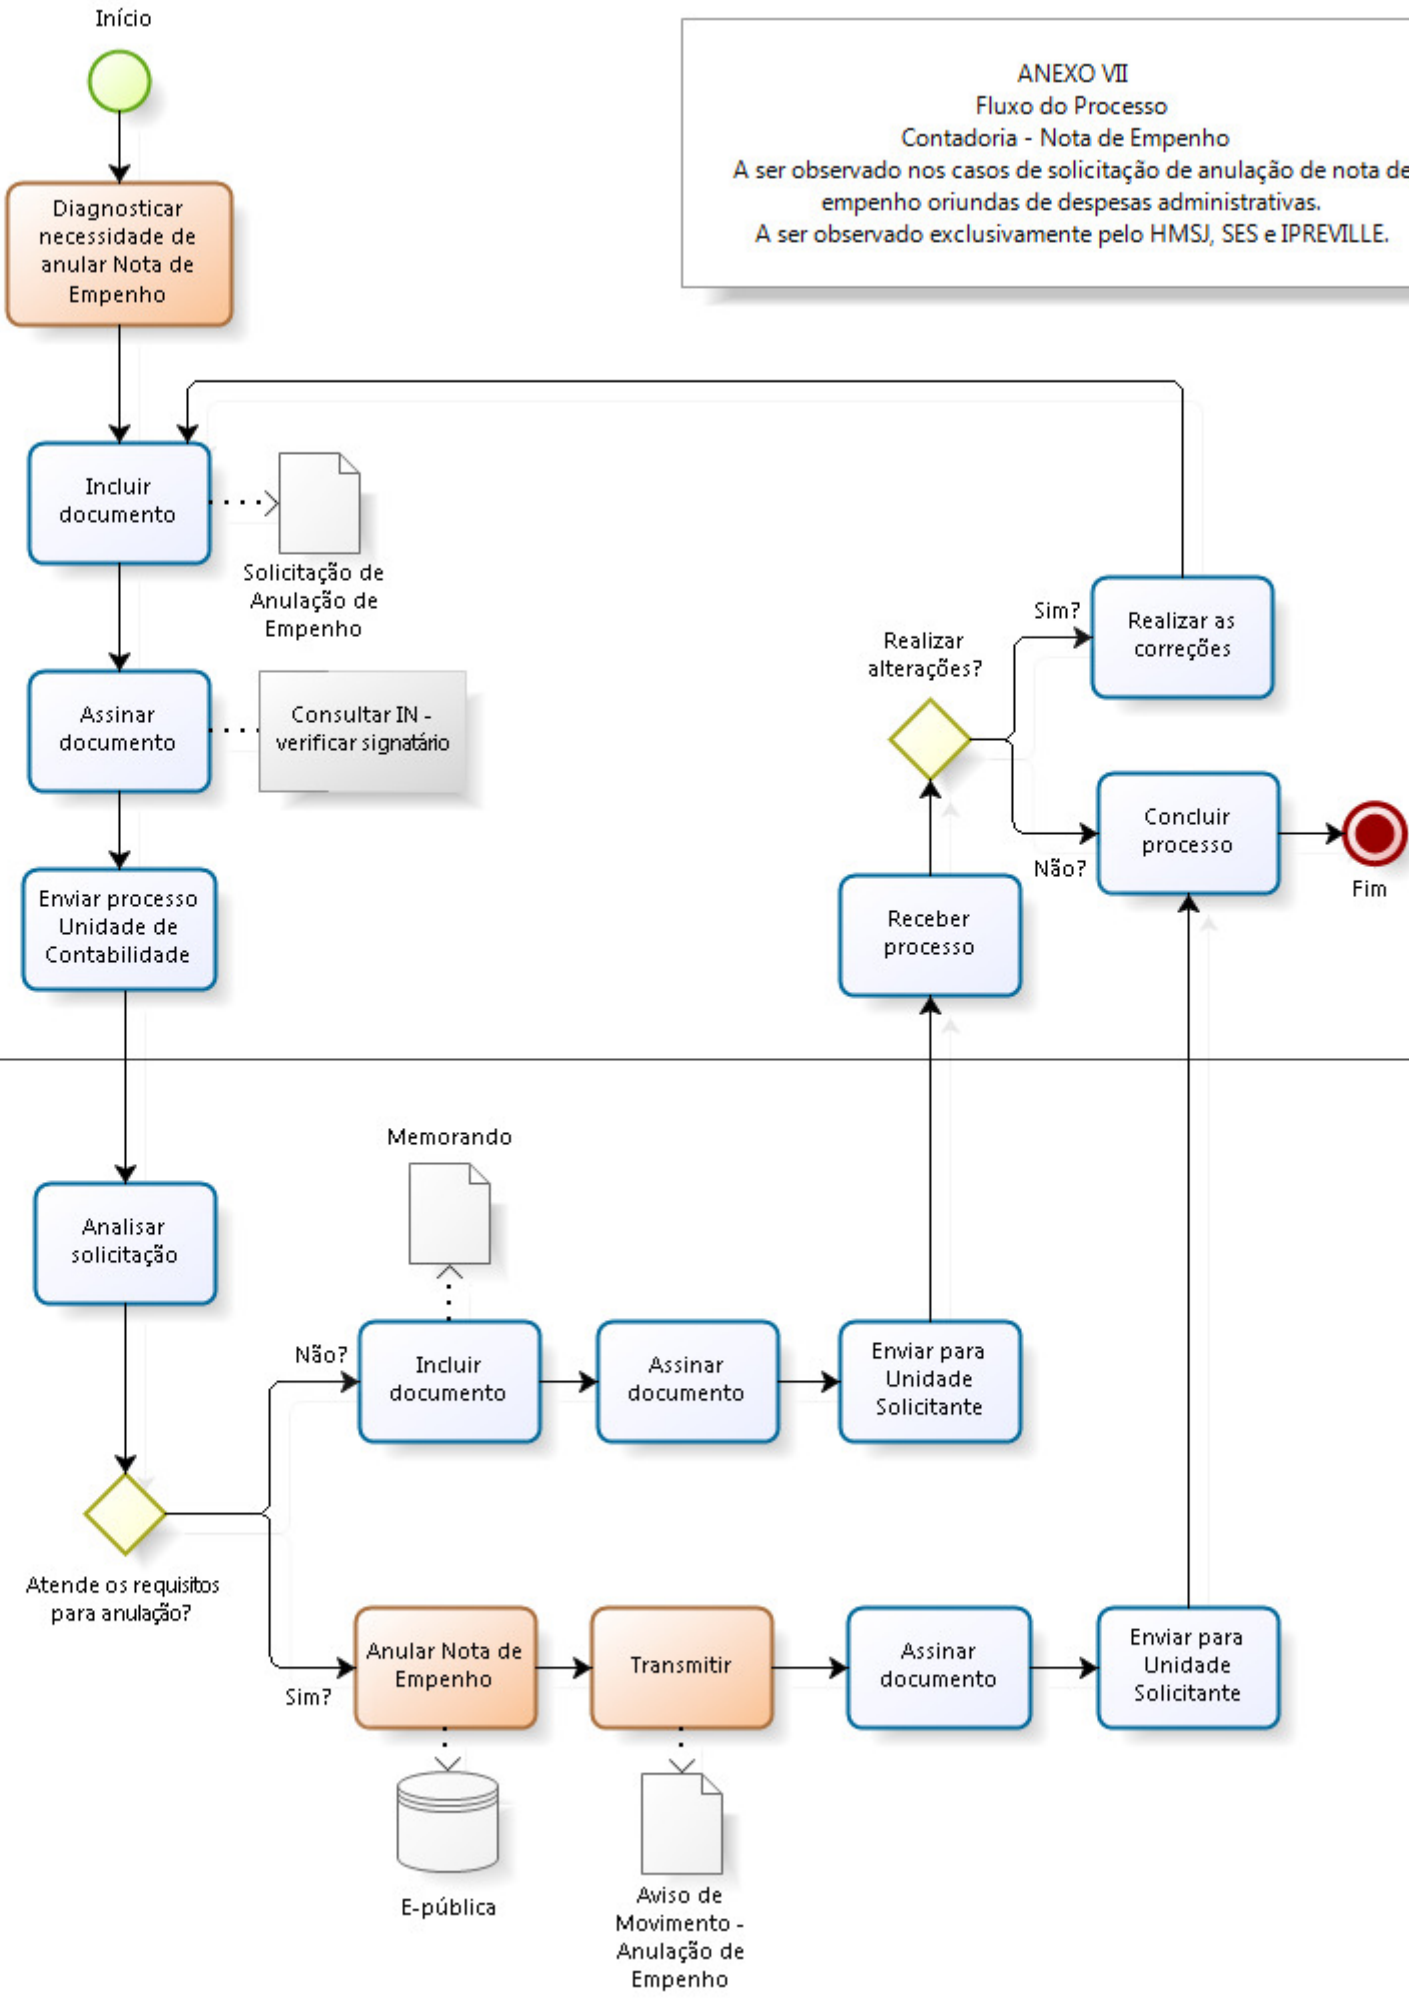 Início
ANEXO VII
Fluxo do Processo
Contadoria - Nota de Empenho
A ser observado nos casos de solicitação de anulação de nota de
empenho oriundas de despesas administrativas.
A ser observado exclusivamente pelo HMSJ, SES e IPREVILLE.
Diagnosticar
necessidade de
anular Nota de
Empenho
Incluir
documento
Solicitação de
Anulação de
Empenho
Assinar
documento
Consultar IN -
verificar signatário
Enviar processo
Unidade de
Contabilidade
Realizar
alterações?
Sim?
Realizar as
correções
Não?
Concluir
processo
Fim
Receber
processo
Analisar
solicitação
Memorando
Não?
Incluir
documento
Assinar
documento
Enviar para
Unidade
Solicitante
Atende os requisitos
para anulação?
Sim?
Anular Nota de
Empenho
Transmitir
Assinar
documento
Enviar para
Unidade
Solicitante
E-pública
Aviso de
Movimento -
Anulação de
Empenho